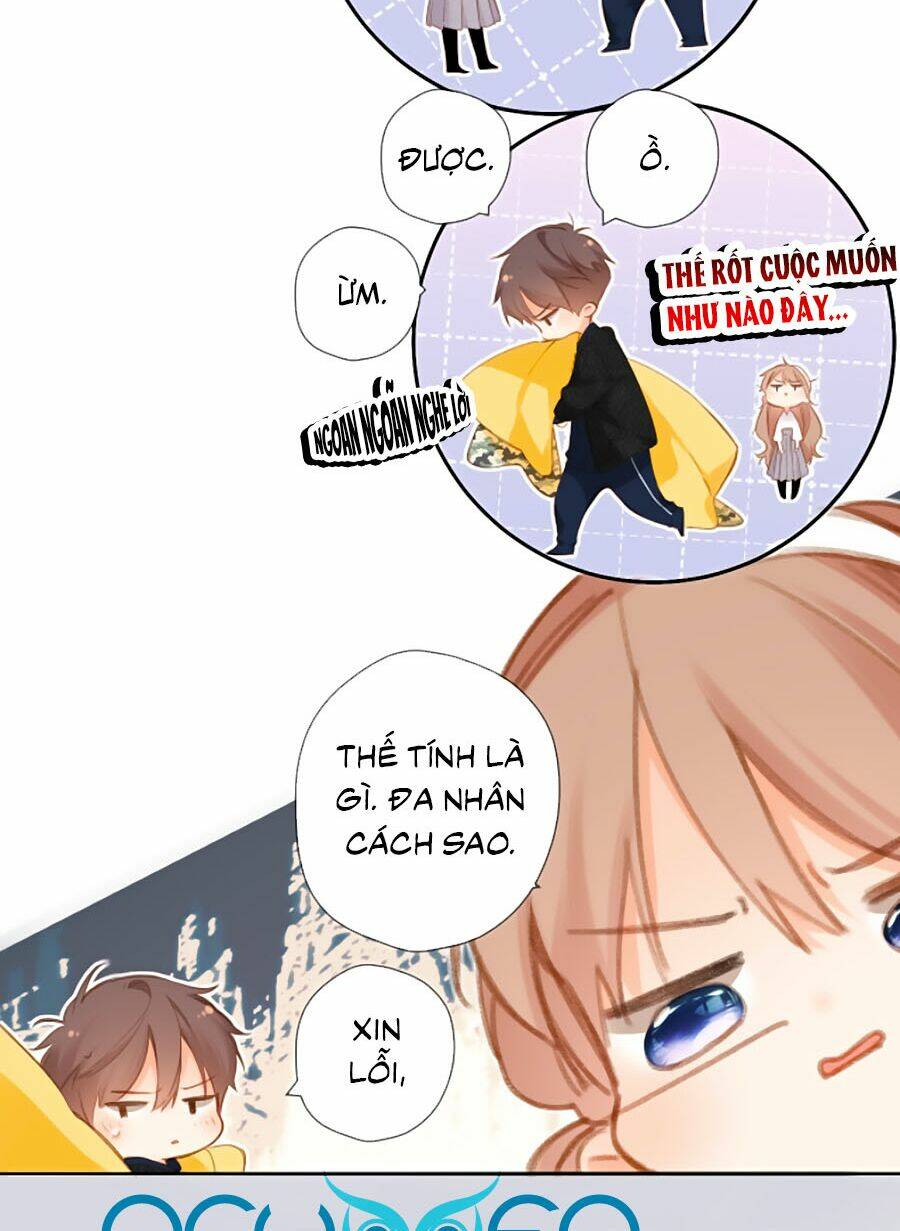 Ồ.
ĐƯỢC.
ỪM.
THẾ RỐT CUỘC MUỐN
NHƯ NÀO ĐÂY...
NGOAN NGOÃN NGHE LỜI
THẾ TÍNH LÀ
GÌ. ĐA NHÂN
CÁCH SAO.
XIN
LỖI,